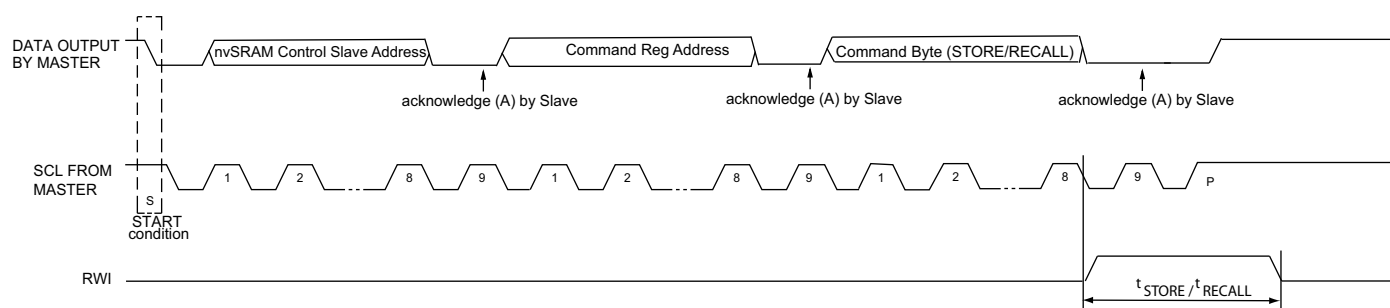 DATA OUTPUT
BY MASTER
nvSRAM Control Slave Address
Command Reg Address
Command Byte (STORE/RECALL)
acknowledge (A) by Slave
acknowledge (A) by Slave
acknowledge (A) by Slave
SCL FROM
MASTER
1 2 8 9 1 2 8 9 1 2 8 9 P
S
START
condition
RWI
t STORE / t RECALL